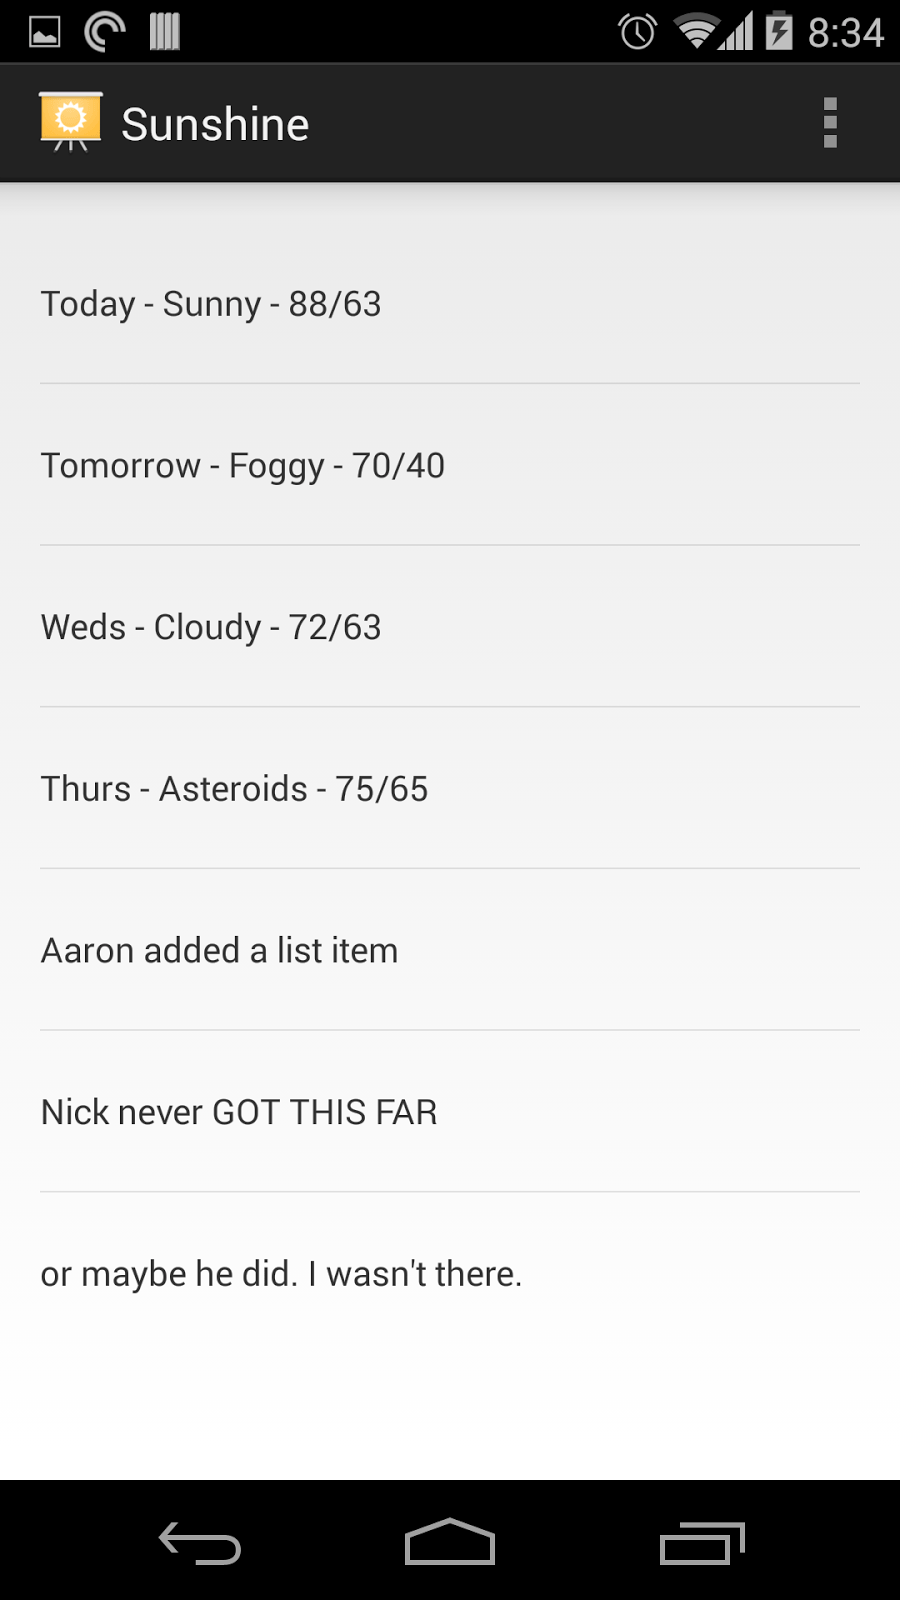 8:34
Sunshine
Today - Sunny - 88/63
Tomorrow - Foggy - 70/40
Weds - Cloudy - 72/63
Thurs - Asteroids - 75/65
Aaron added a list item
Nick never GOT THIS FAR
or maybe he did. I wasn't there.